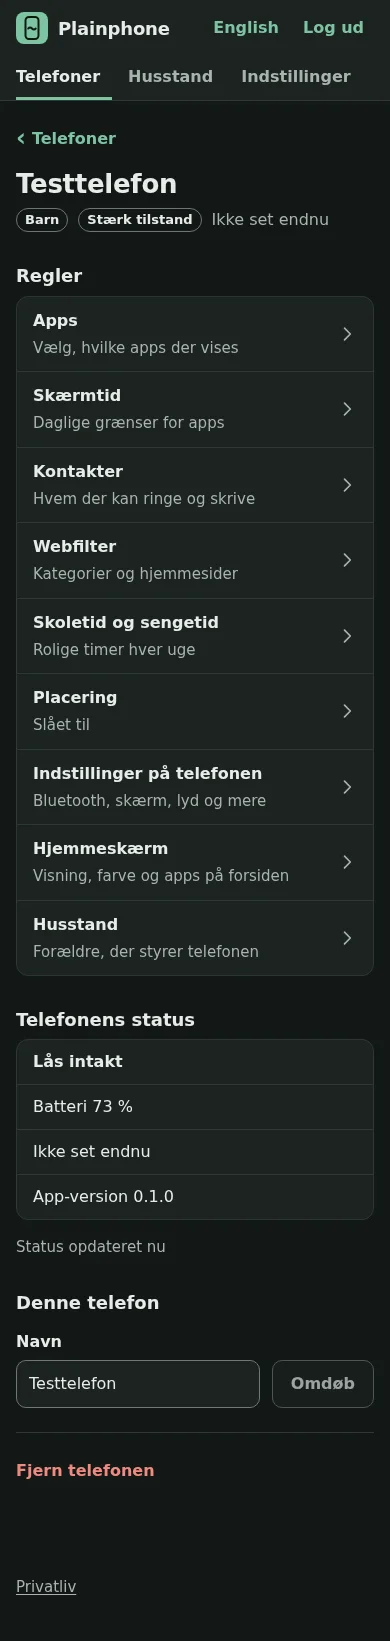 Plainphone English Log ud
Telefoner Husstand Indstillinger
‹ Telefoner
Testtelefon
Barn Stærk tilstand Ikke set endnu
Regler
Apps
Vælg, hvilke apps der vises
Skærmtid
Daglige grænser for apps
Kontakter
Hvem der kan ringe og skrive
Webfilter
Kategorier og hjemmesider
Skoletid og sengetid
Rolige timer hver uge
Placering
Slået til
Indstillinger på telefonen
Bluetooth, skærm, lyd og mere
Hjemmeskærm
Visning, farve og apps på forsiden
Husstand
Forældre, der styrer telefonen
Telefonens status
Lås intakt
Batteri 73 %
Ikke set endnu
App-version 0.1.0
Status opdateret nu
Denne telefon
Navn
Testtelefon Omdøb
Fjern telefonen
Privatliv